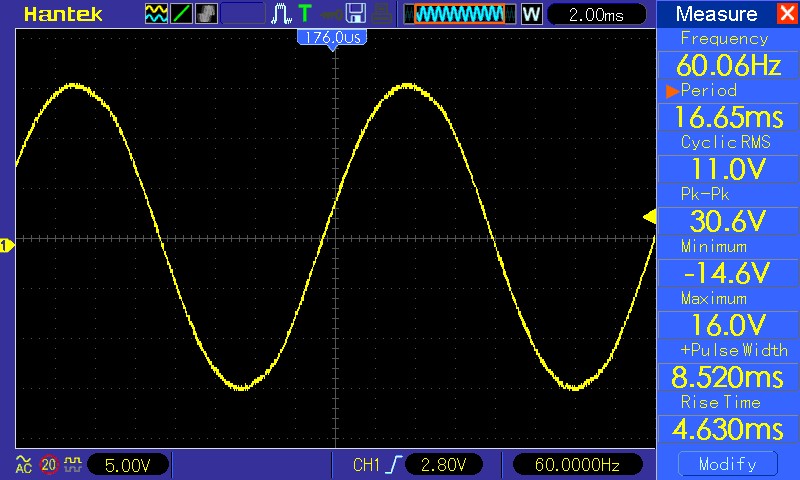 Hantek T W 2.00ms Measure
176.0us
Frequency
60.06Hz
Period
16.65ms
Cyclic RMS
11.0V
Pk-Pk
30.6V
1
Minimum
-14.6V
Maximum
16.0V
+Pulse Width
8.520ms
Rise Time
4.630ms
AC 20 5.00V CH1 2.80V 60.0000Hz Modify